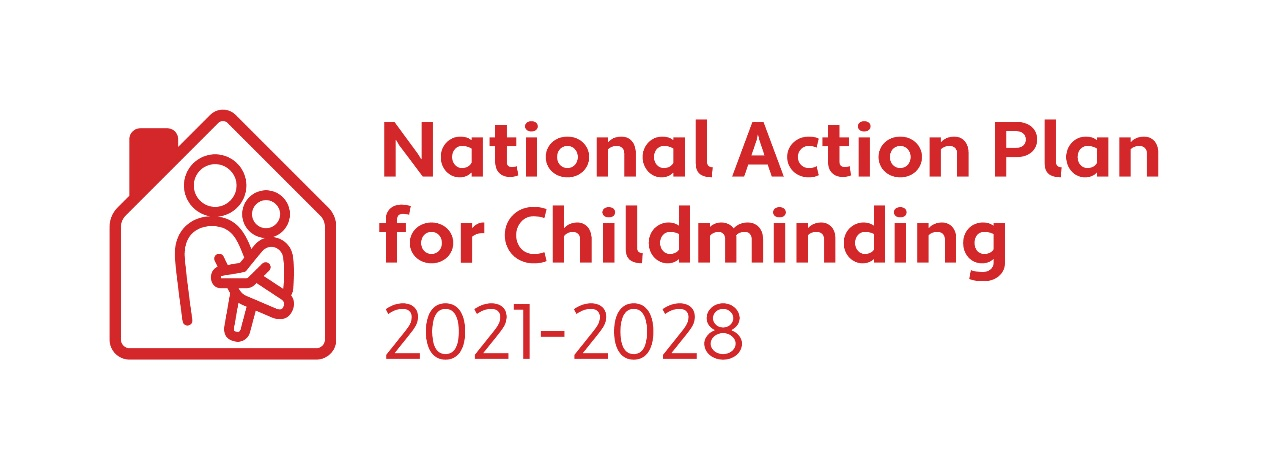 National Action Plan
for Childminding
2021-2028